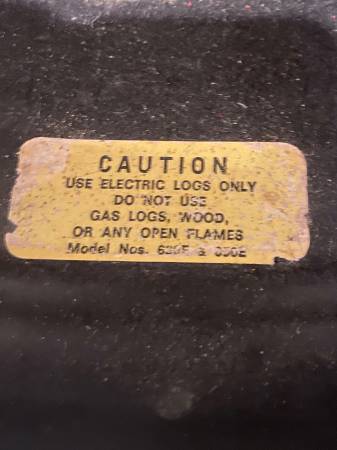 CAUTION
USE ELECTRIC LOGS ONLY
DO NOT USE
GAS LOGS, WOOD,
OR ANY OPEN FLAMES
Model Nos. &